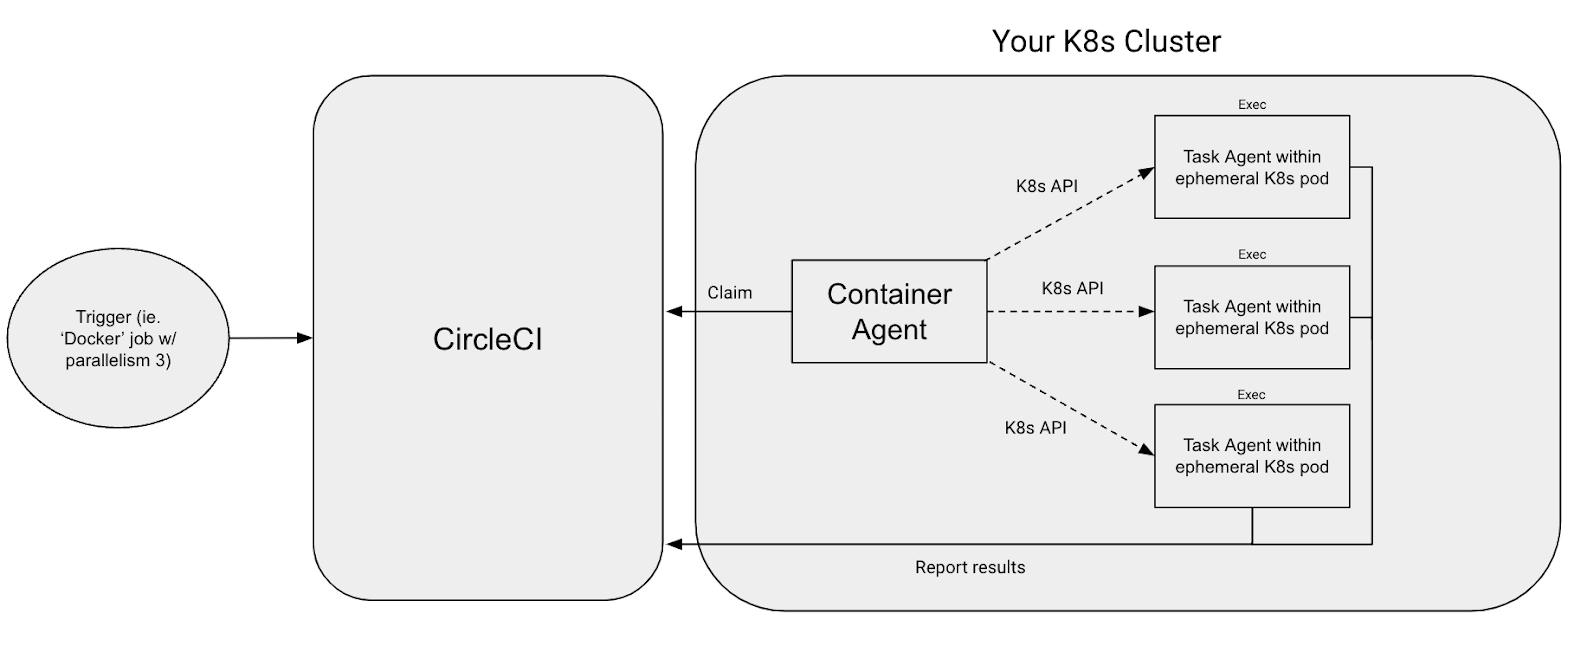 Your K8s Cluster
Trigger (ie.
‘Docker’ job w/
parallelism 3)
CircleCI
Claim
Container
Agent
K8s API
K8s API
K8s API
Exec
Task Agent within
ephemeral K8s pod
Exec
Task Agent within
ephemeral K8s pod
Exec
Task Agent within
ephemeral K8s pod
Report results